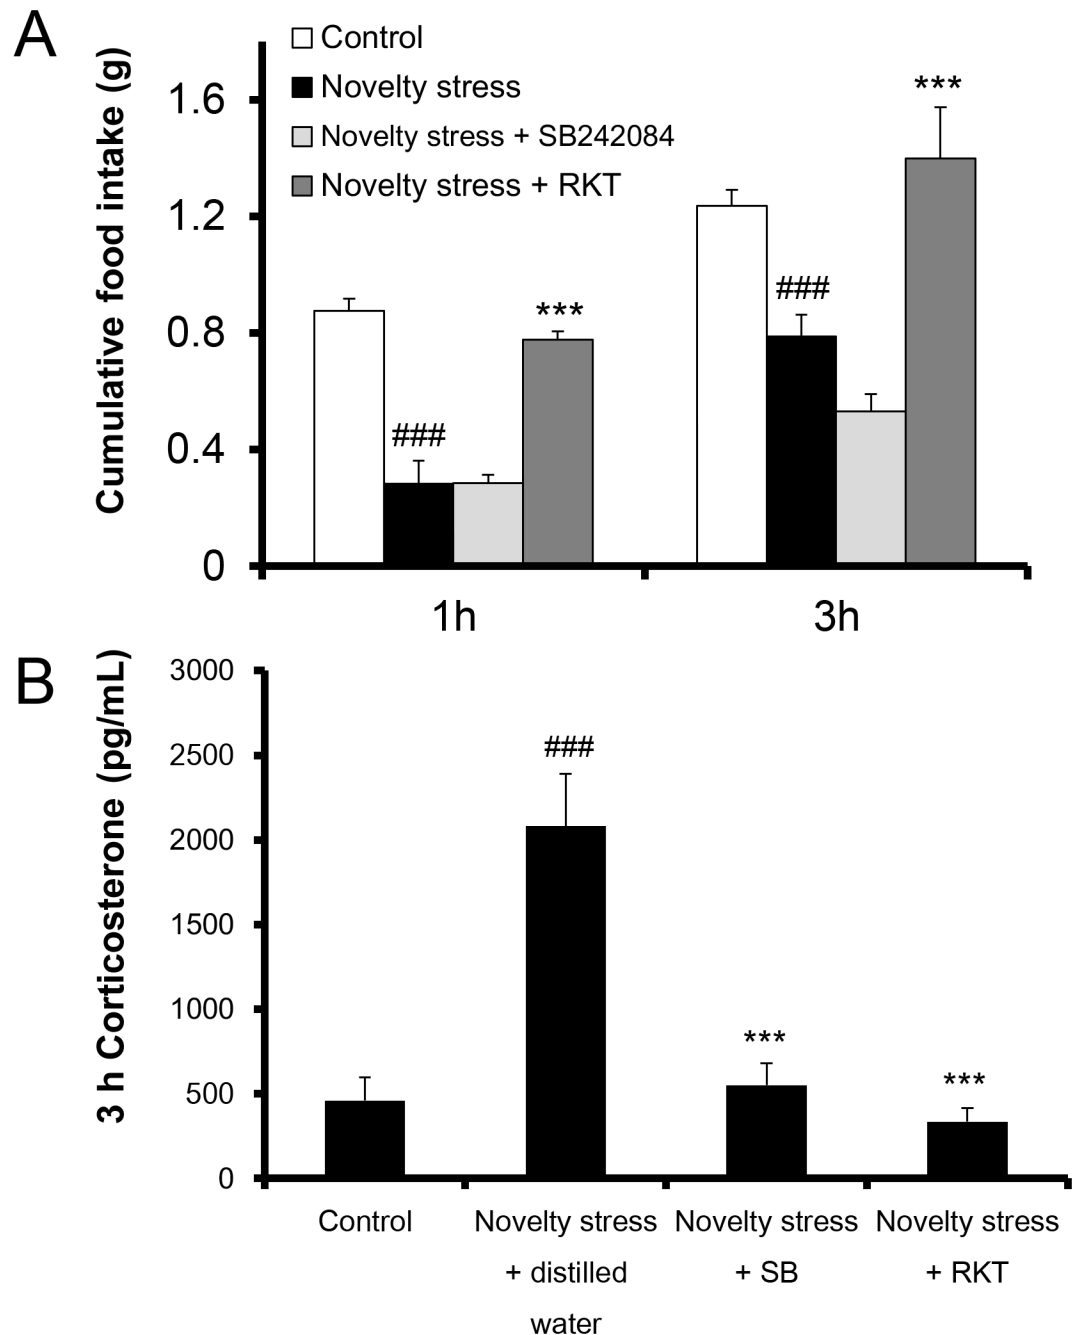 A
Cumulative food intake (g)
Control
Novelty stress
Novelty stress + SB242084
Novelty stress + RKT
1.6
1.2
0.8
0.4
0
###
***
###
***
1h
3h
B
3 h Corticosterone (pg/mL)
3000
2500
2000
1500
1000
500
0
###
***
***
Control
Novelty stress
+ distilled
water
Novelty stress
+ SB
Novelty stress
+ RKT